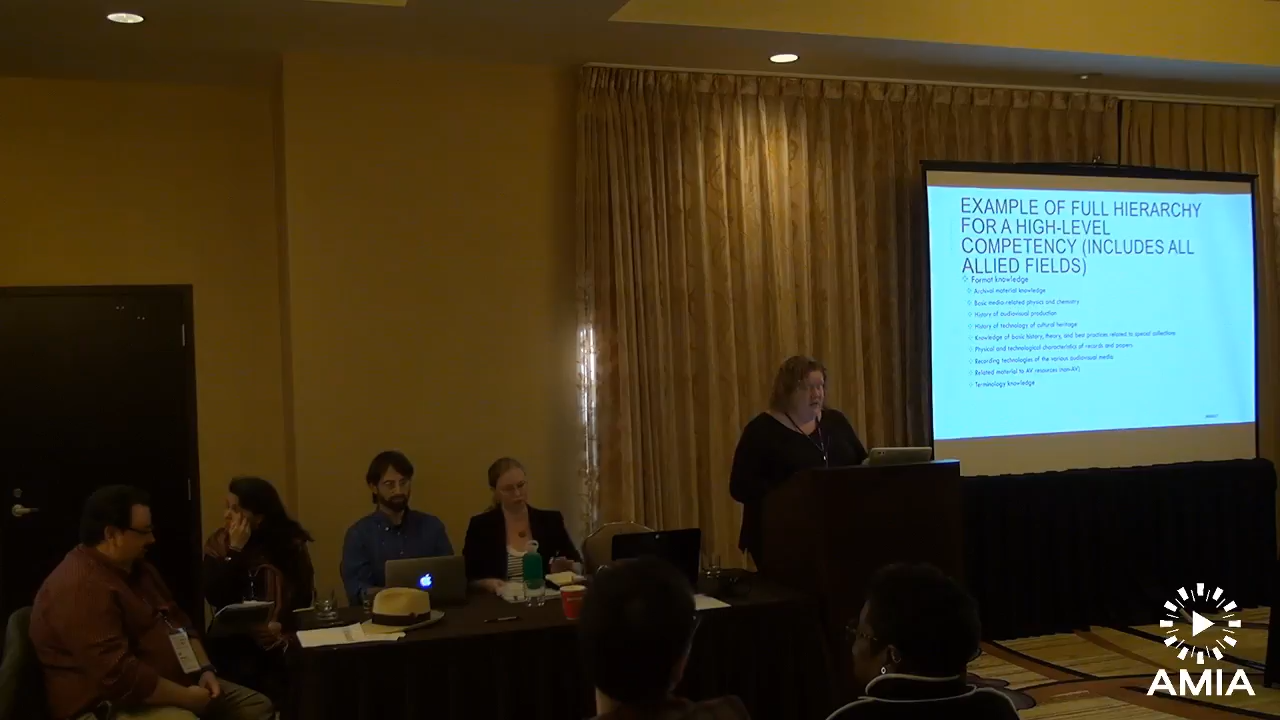 EXAMPLE OF FULL HIERARCHY
FOR A HIGH-LEVEL
COMPETENCY (INCLUDES ALL
ALLIED FIELDS)
Format knowledge
Archival material knowledge
Basic media-related physics and chemistry
History of audiovisual production
History of technology of cultural heritage
Knowledge of basic history, theory, and best practices related to special collections
Physical and technological characteristics of records and papers
Recording technologies of the various audiovisual media
Related material to AV resources (non-AV)
Terminology knowledge
AMIA